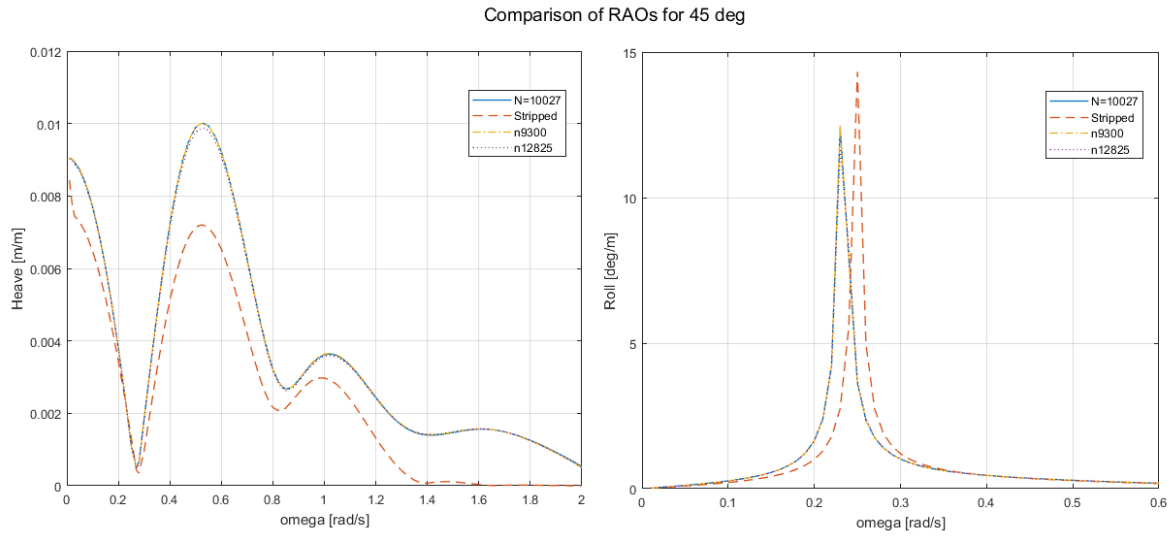 Comparison of RAOs for 45 deg
0.012
0.01
0.008
0.006
0.004
0.002
0
Heave [m/m]
N=10027
Stripped
n9300
n12825
0 0.2 0.4 0.6 0.8 1 1.2 1.4 1.6 1.8 2
omega [rad/s]
15
10
5
0
Roll [deg/m]
N=10027
Stripped
n9300
n12825
0 0.1 0.2 0.3 0.4 0.5 0.6
omega [rad/s]